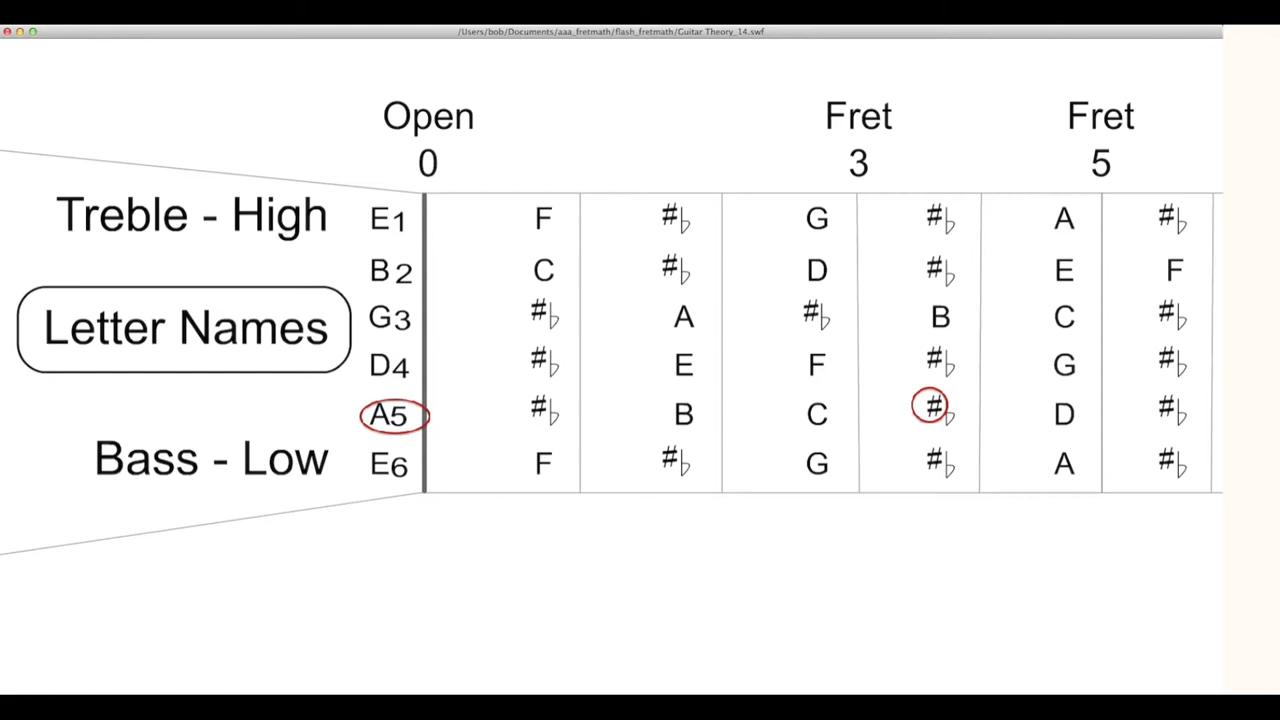 /Users/bob/Documents/aaa_fretmath/flash_fretmath/Guitar Theory_14.swf
Open Fret Fret
0 3 5
Treble - High E1 F #♭ G #♭ A #♭
B2 C #♭ D #♭ E F
Letter Names G3 #♭ A #♭ B C #♭
D4 #♭ E F #♭ G #♭
A5 #♭ B C #♭ D #♭
Bass - Low E6 F #♭ G #♭ A #♭